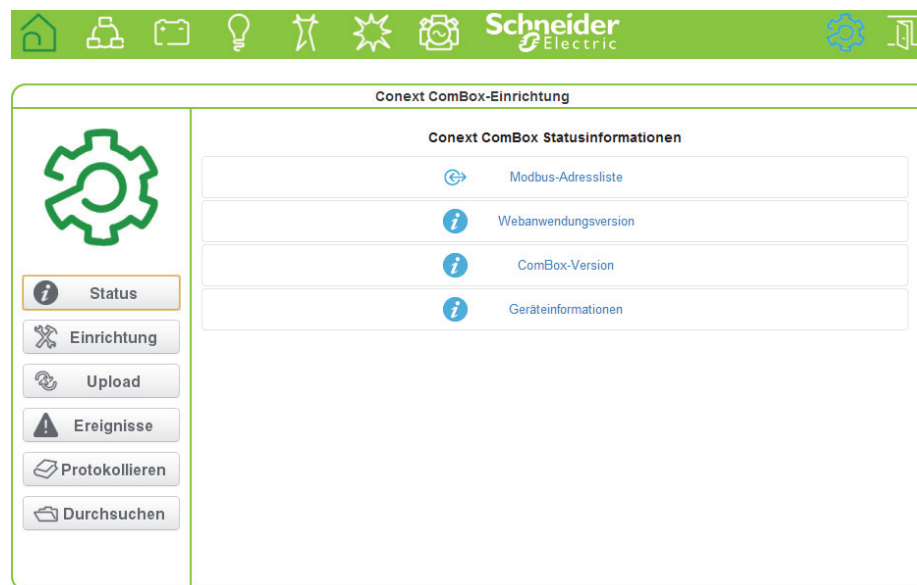 Schneider
Electric
Conext ComBox-Einrichtung
Conext ComBox Statusinformationen
Modbus-Adressliste
Webanwendungsversion
ComBox-Version
Geräteinformationen
Status
Einrichtung
Upload
Ereignisse
Protokollieren
Durchsuchen